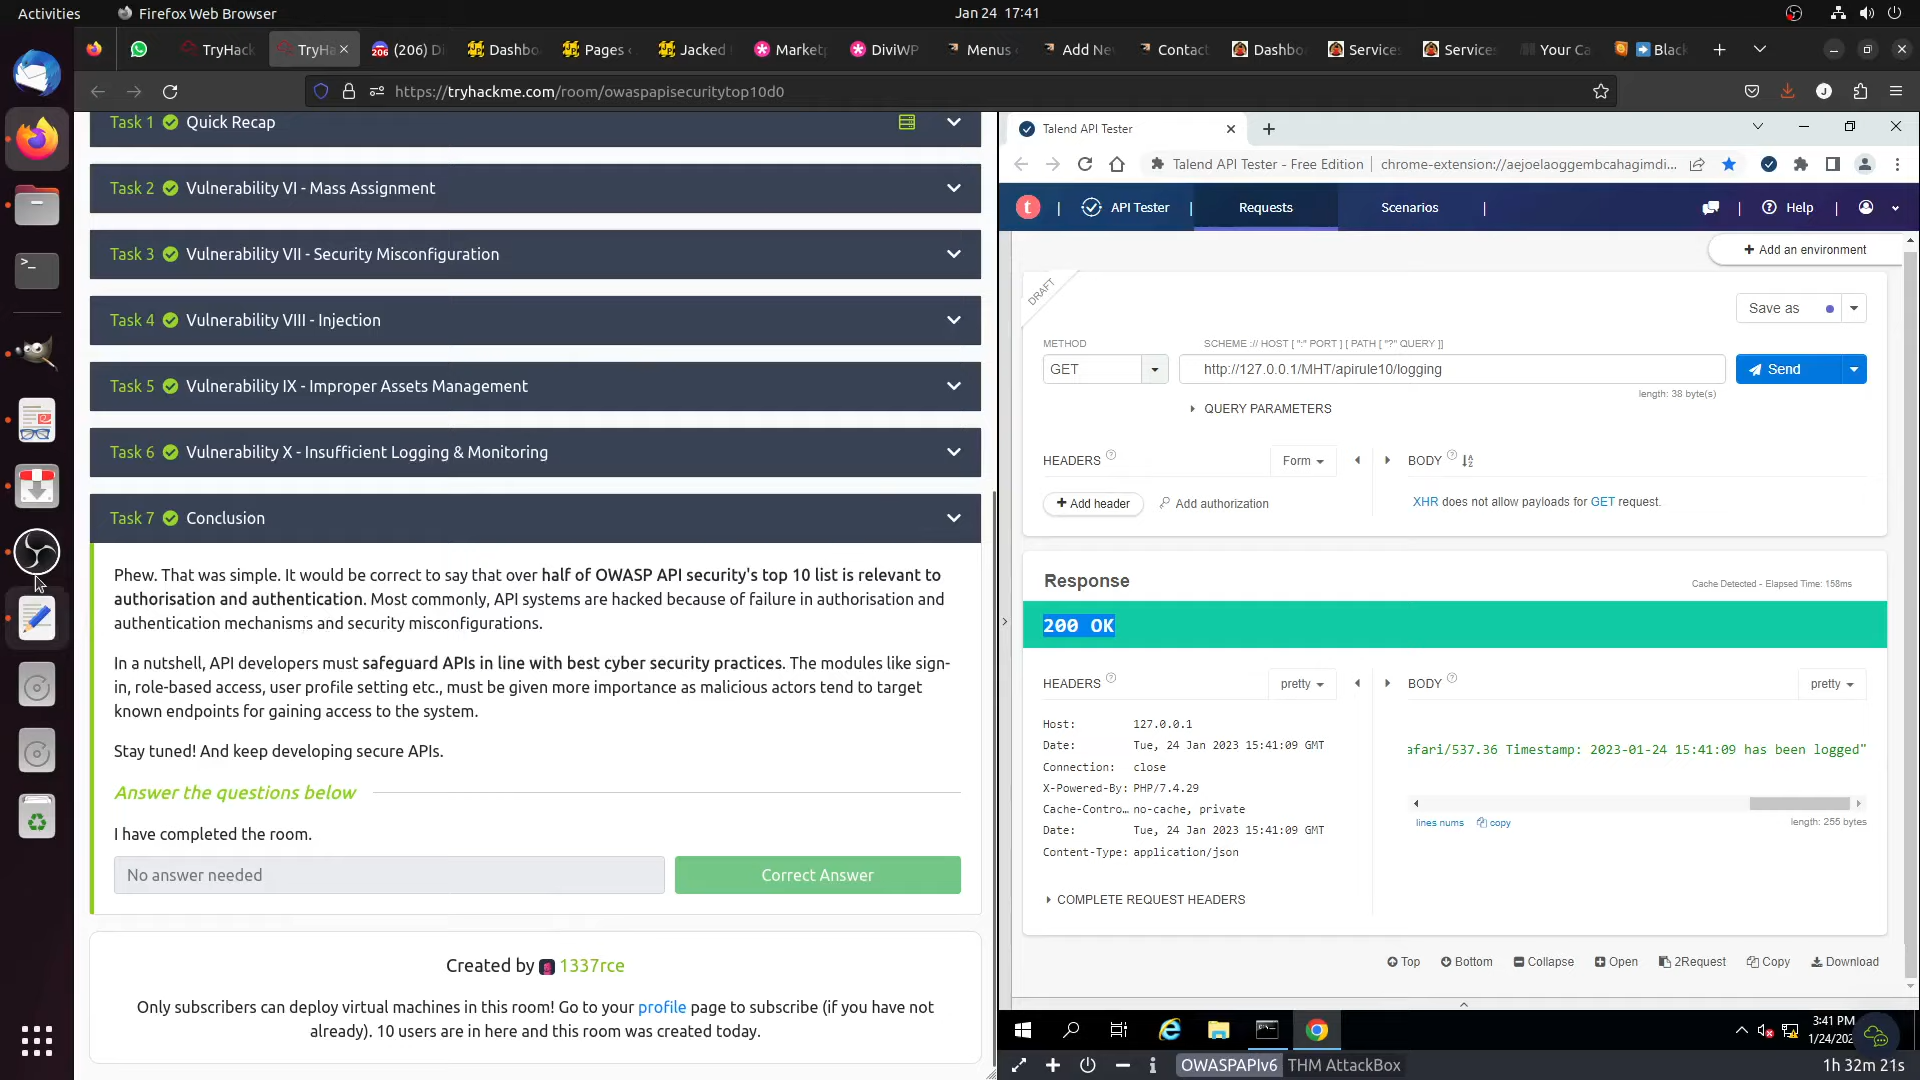 Activities
Firefox Web Browser
Jan 24 17:41
TryHack
TryHa
(206) Di
Dashbo
Pages
Jacked
Market
DiviWP
Menus
Add Ne
Contact
Dashbo
Services
Services
Your Ca
Black
https://tryhackme.com/room/owaspapisecuritytop10d0
Task 1 Quick Recap
Task 2 Vulnerability VI - Mass Assignment
Task 3 Vulnerability VII - Security Misconfiguration
Task 4 Vulnerability VIII - Injection
Task 5 Vulnerability IX - Improper Assets Management
Task 6 Vulnerability X - Insufficient Logging & Monitoring
Task 7 Conclusion
Phew. That was simple. It would be correct to say that over half of OWASP API security's top 10 list is relevant to
authorisation and authentication. Most commonly, API systems are hacked because of failure in authorisation and
authentication mechanisms and security misconfigurations.
In a nutshell, API developers must safeguard APIs in line with best cyber security practices. The modules like sign-
in, role-based access, user profile setting etc., must be given more importance as malicious actors tend to target
known endpoints for gaining access to the system.
Stay tuned! And keep developing secure APIs.
Answer the questions below
I have completed the room.
No answer needed
Correct Answer
Created by 1337rce
Only subscribers can deploy virtual machines in this room! Go to your profile page to subscribe (if you have not
already). 10 users are in here and this room was created today.
Talend API Tester
Talend API Tester - Free Edition
chrome-extension://aejoelaoggembcahagimdi...
t | API Tester | Requests Scenarios | | Help |
+ Add an environment
DRAFT
Save as
METHOD
SCHEME :// HOST [ ":" PORT ] [ PATH [ "?" QUERY ]]
GET
http://127.0.0.1/MHT/apirule10/logging
Send
length: 38 byte(s)
QUERY PARAMETERS
HEADERS
Form
BODY
+ Add header
Add authorization
XHR does not allow payloads for GET request.
Response
Cache Detected - Elapsed Time: 158ms
200 OK
HEADERS
pretty
BODY
pretty
Host: 127.0.0.1
Date: Tue, 24 Jan 2023 15:41:09 GMT
Connection: close
X-Powered-By: PHP/7.4.29
Cache-Contro… no-cache, private
Date: Tue, 24 Jan 2023 15:41:09 GMT
Content-Type: application/json
afari/537.36 Timestamp: 2023-01-24 15:41:09 has been logged"
lines nums
copy
length: 255 bytes
COMPLETE REQUEST HEADERS
Top
Bottom
Collapse
Open
2Request
Copy
Download
3:41 PM
1/24/202
OWASPAPIv6
THM AttackBox
1h 32m 21s